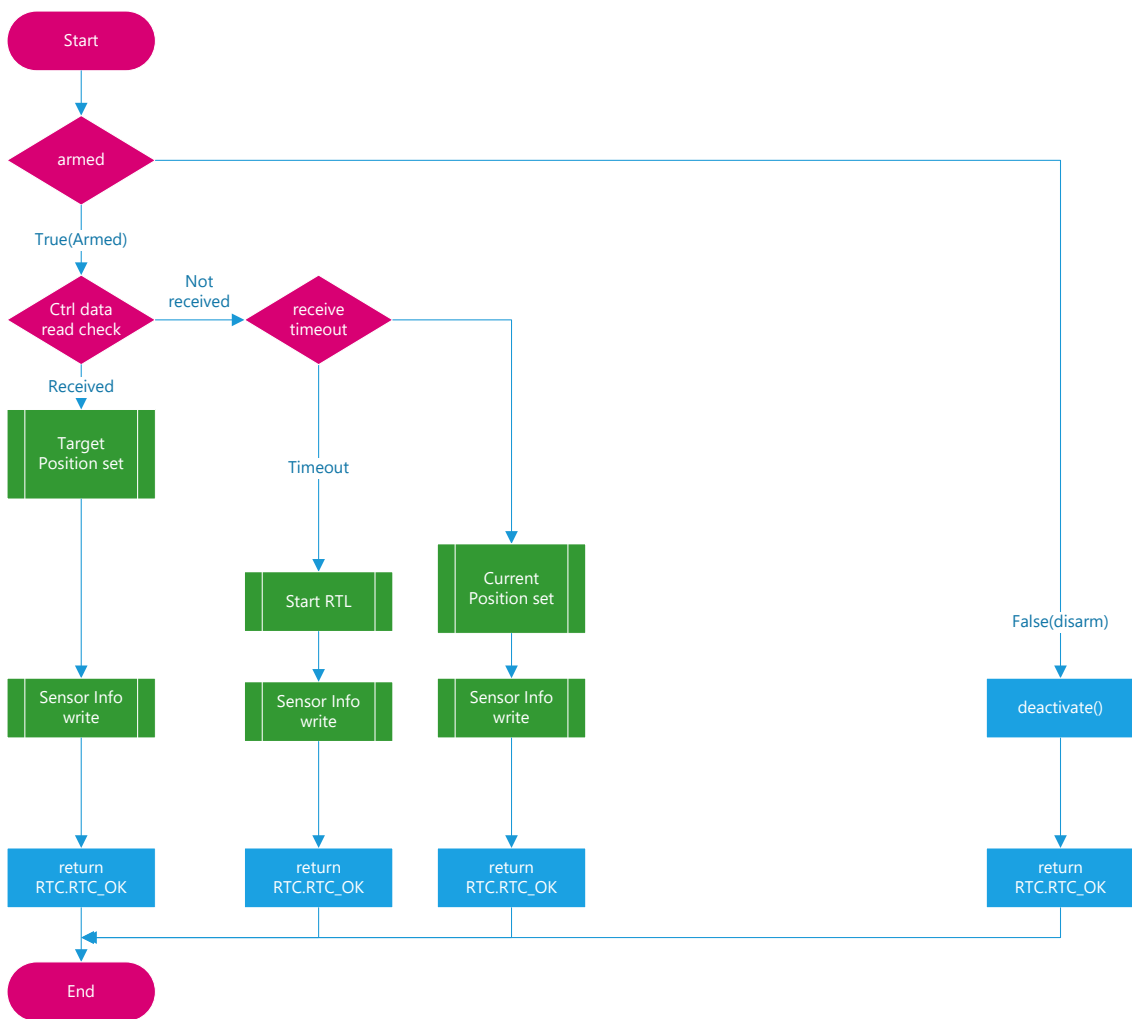 Start
armed
True(Armed)
Not
received
Ctrl data
read check
receive
timeout
Received
Target
Position set
Timeout
Current
Position set
Start RTL
False(disarm)
Sensor Info
write
Sensor Info
write
Sensor Info
write
deactivate()
return
RTC.RTC_OK
return
RTC.RTC_OK
return
RTC.RTC_OK
return
RTC.RTC_OK
End